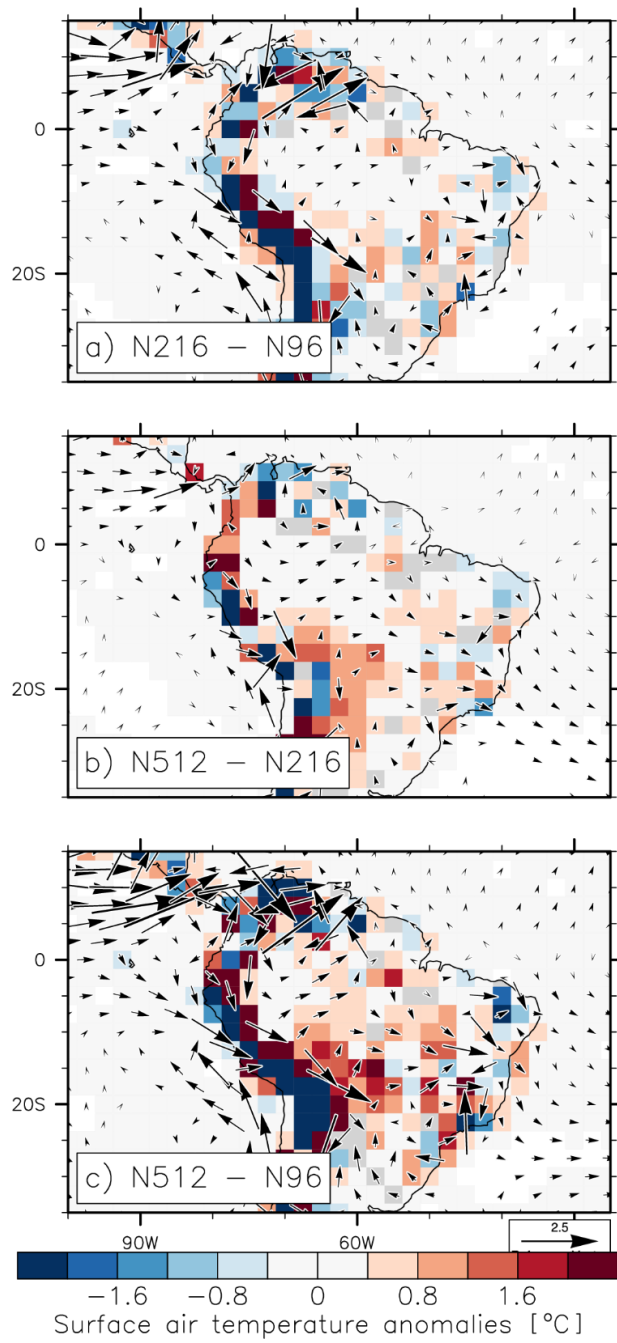 0
20S
a) N216 − N96
0
20S
b) N512 − N216
0
20S
c) N512 − N96
90W
60W
2.5
−1.6
−0.8
0
0.8
1.6
Surface air temperature anomalies [°C]